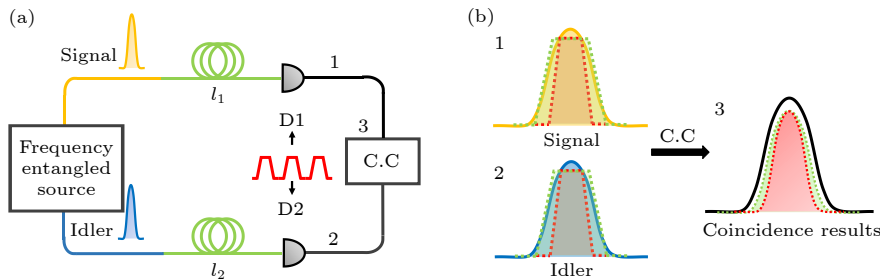 (a)
Signal
l1
1
Frequency
entangled
source
D1
3
C.C
D2
Idler
l2
2
(b)
1
Signal
C.C
3
2
Idler
Coincidence results